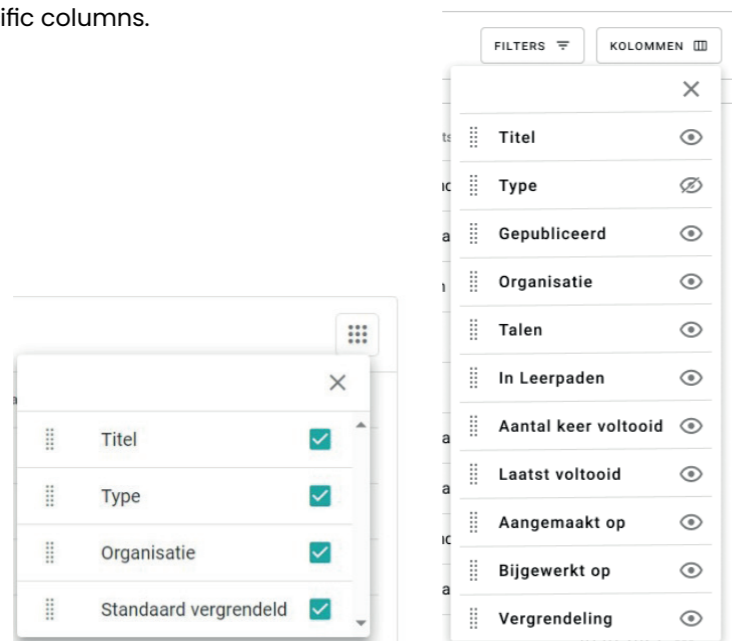 ific columns.
FILTERS
KOLOMMEN
Titel
Type
Gepubliceerd
Organisatie
Talen
In Leerpaden
Aantal keer voltooid
Laatst voltooid
Aangemaakt op
Bijgewerkt op
Vergrendeling
Titel
Type
Organisatie
Standaard vergrendeld